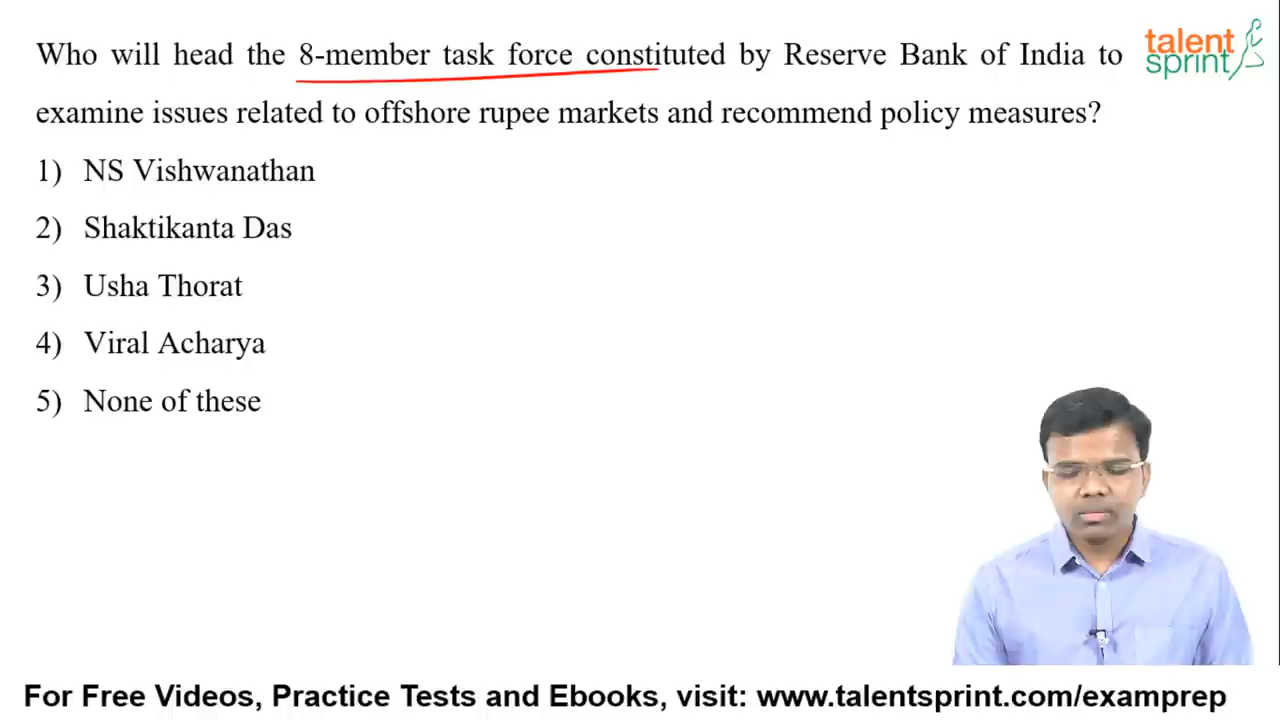 Who will head the 8-member task force constituted by Reserve Bank of India to
talent
sprint
examine issues related to offshore rupee markets and recommend policy measures?
1) NS Vishwanathan
2) Shaktikanta Das
3) Usha Thorat
4) Viral Acharya
5) None of these
For Free Videos, Practice Tests and Ebooks, visit: www.talentsprint.com/examprep